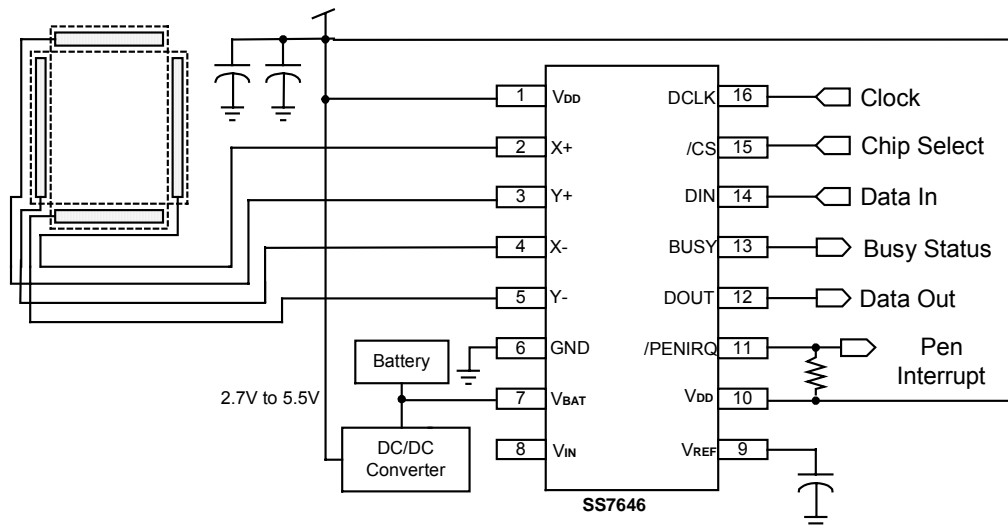 1 VDD
2 X+
3 Y+
4 X-
5 Y-
6 GND
7 VBAT
8 VIN
DCLK 16 Clock
/CS 15 Chip Select
DIN 14 Data In
BUSY 13 Busy Status
DOUT 12 Data Out
/PENIRQ 11 Pen
Interrupt
VDD 10
VREF 9
Battery
2.7V to 5.5V
DC/DC
Converter
SS7646